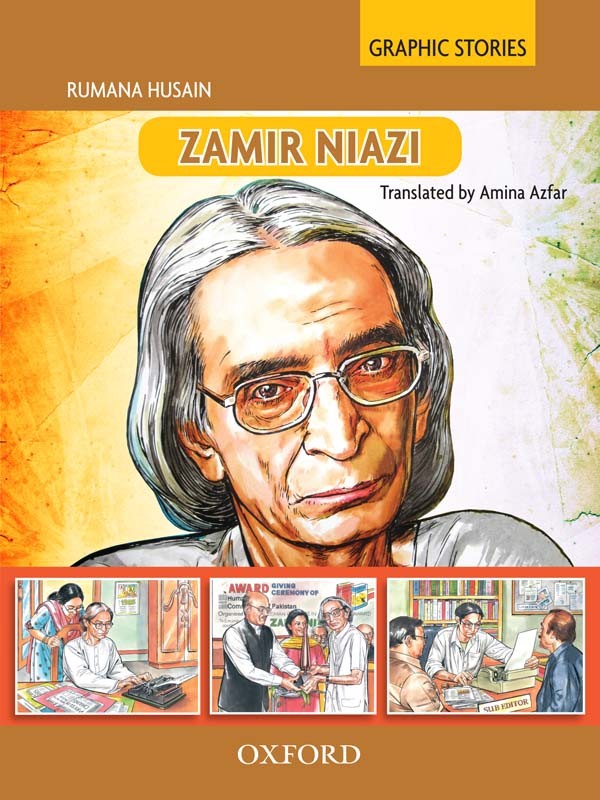 GRAPHIC STORIES
RUMANA HUSAIN
ZAMIR NIAZI
Translated by Amina Azfar
AWARD GIVING
CEREMONY OF
Pakistan
SUB EDITOR
OXFORD